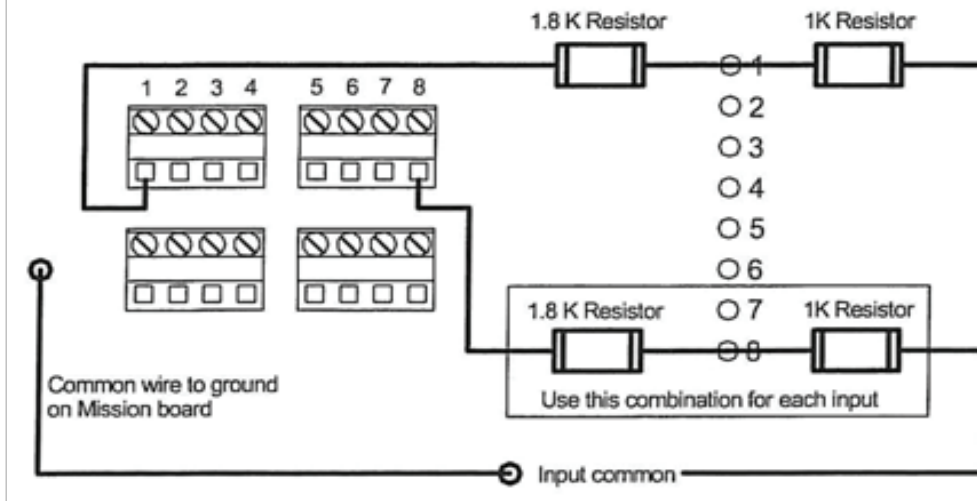 1.8 K Resistor 1K Resistor
1
1 2 3 4 5 6 7 8
2
3
4
5
6
7
1.8 K Resistor 1K Resistor
8
Use this combination for each input
Common wire to ground
on Mission board
Input common